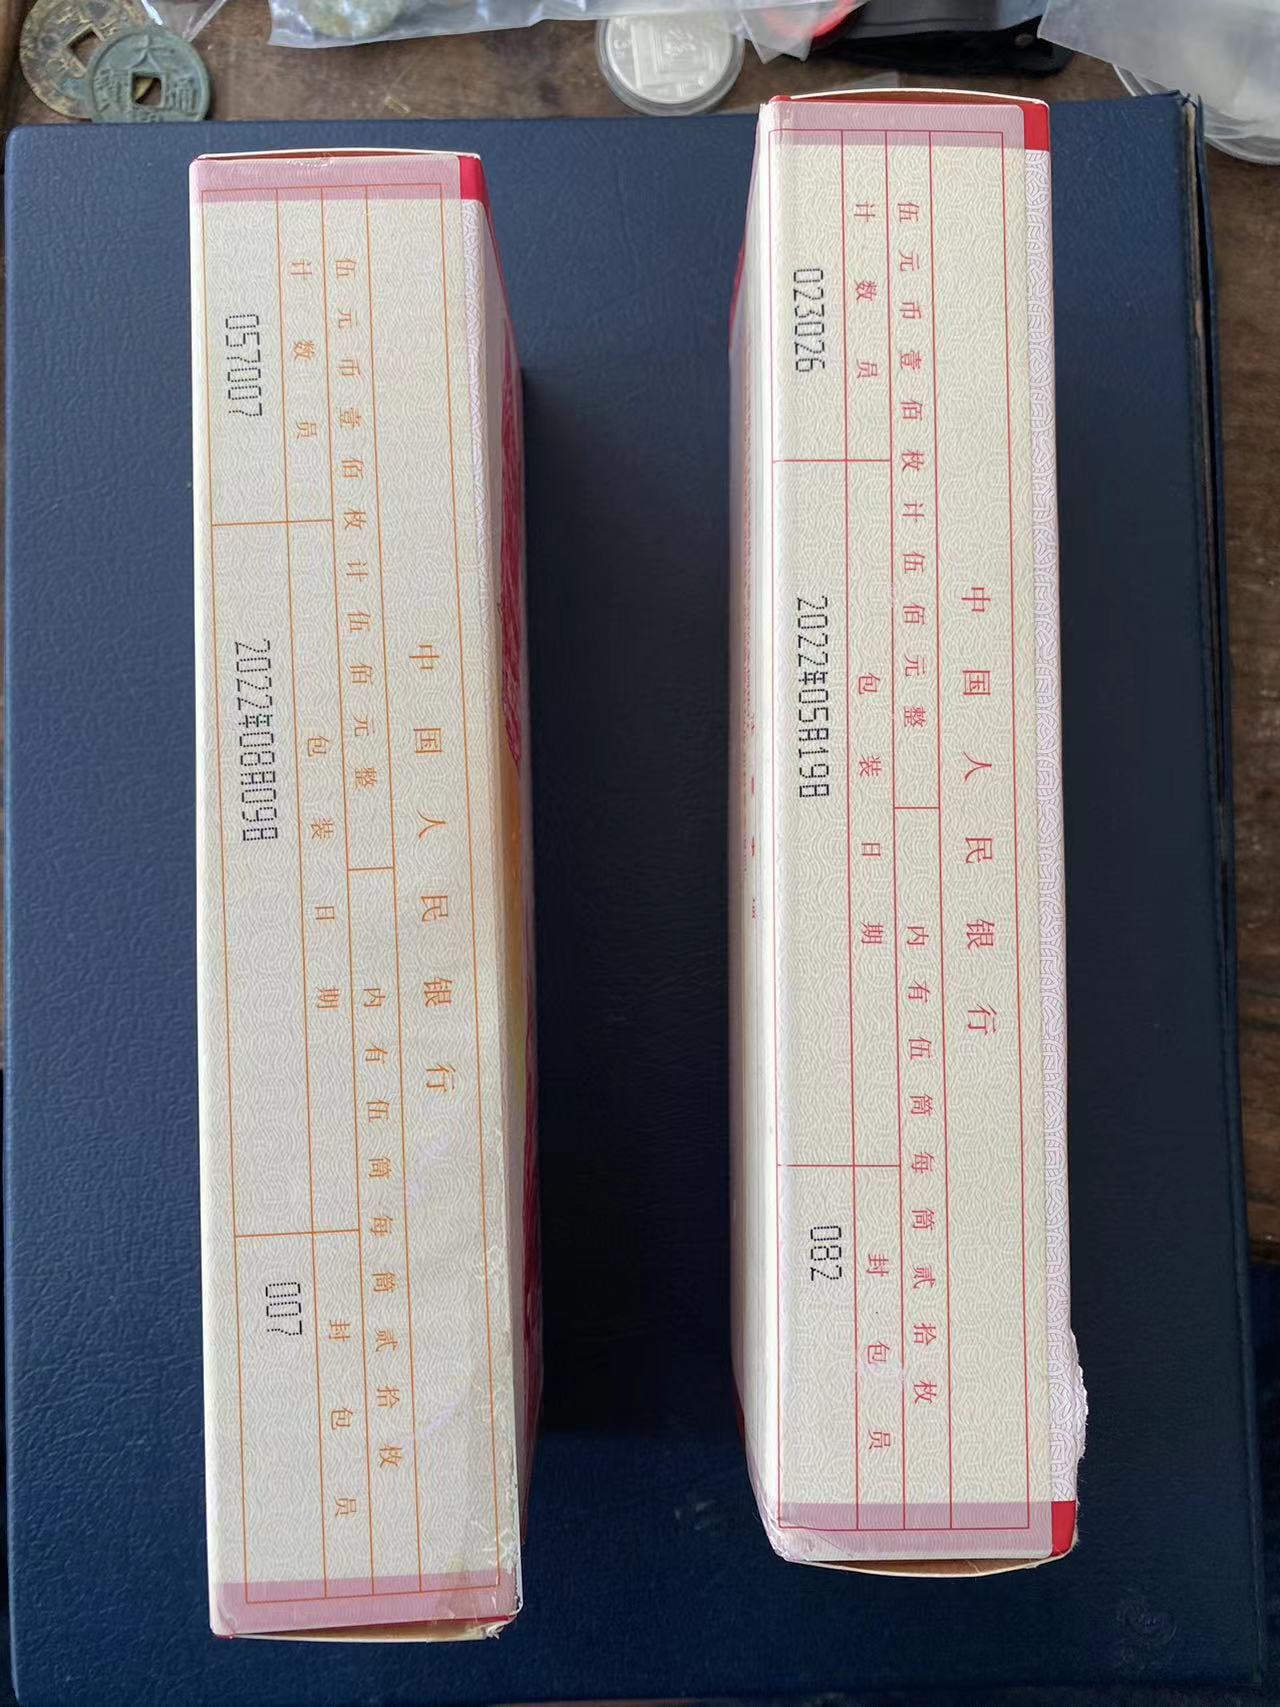 中国人民银行
伍元币壹佰枚计伍佰元整 内有伍筒每筒贰拾枚
计数员 包装日期 封包员
057007 2022年08月09日 007
中国人民银行
伍元币壹佰枚计伍佰元整 内有伍筒每筒贰拾枚
计数员 包装日期 封包员
023026 2022年05月19日 082